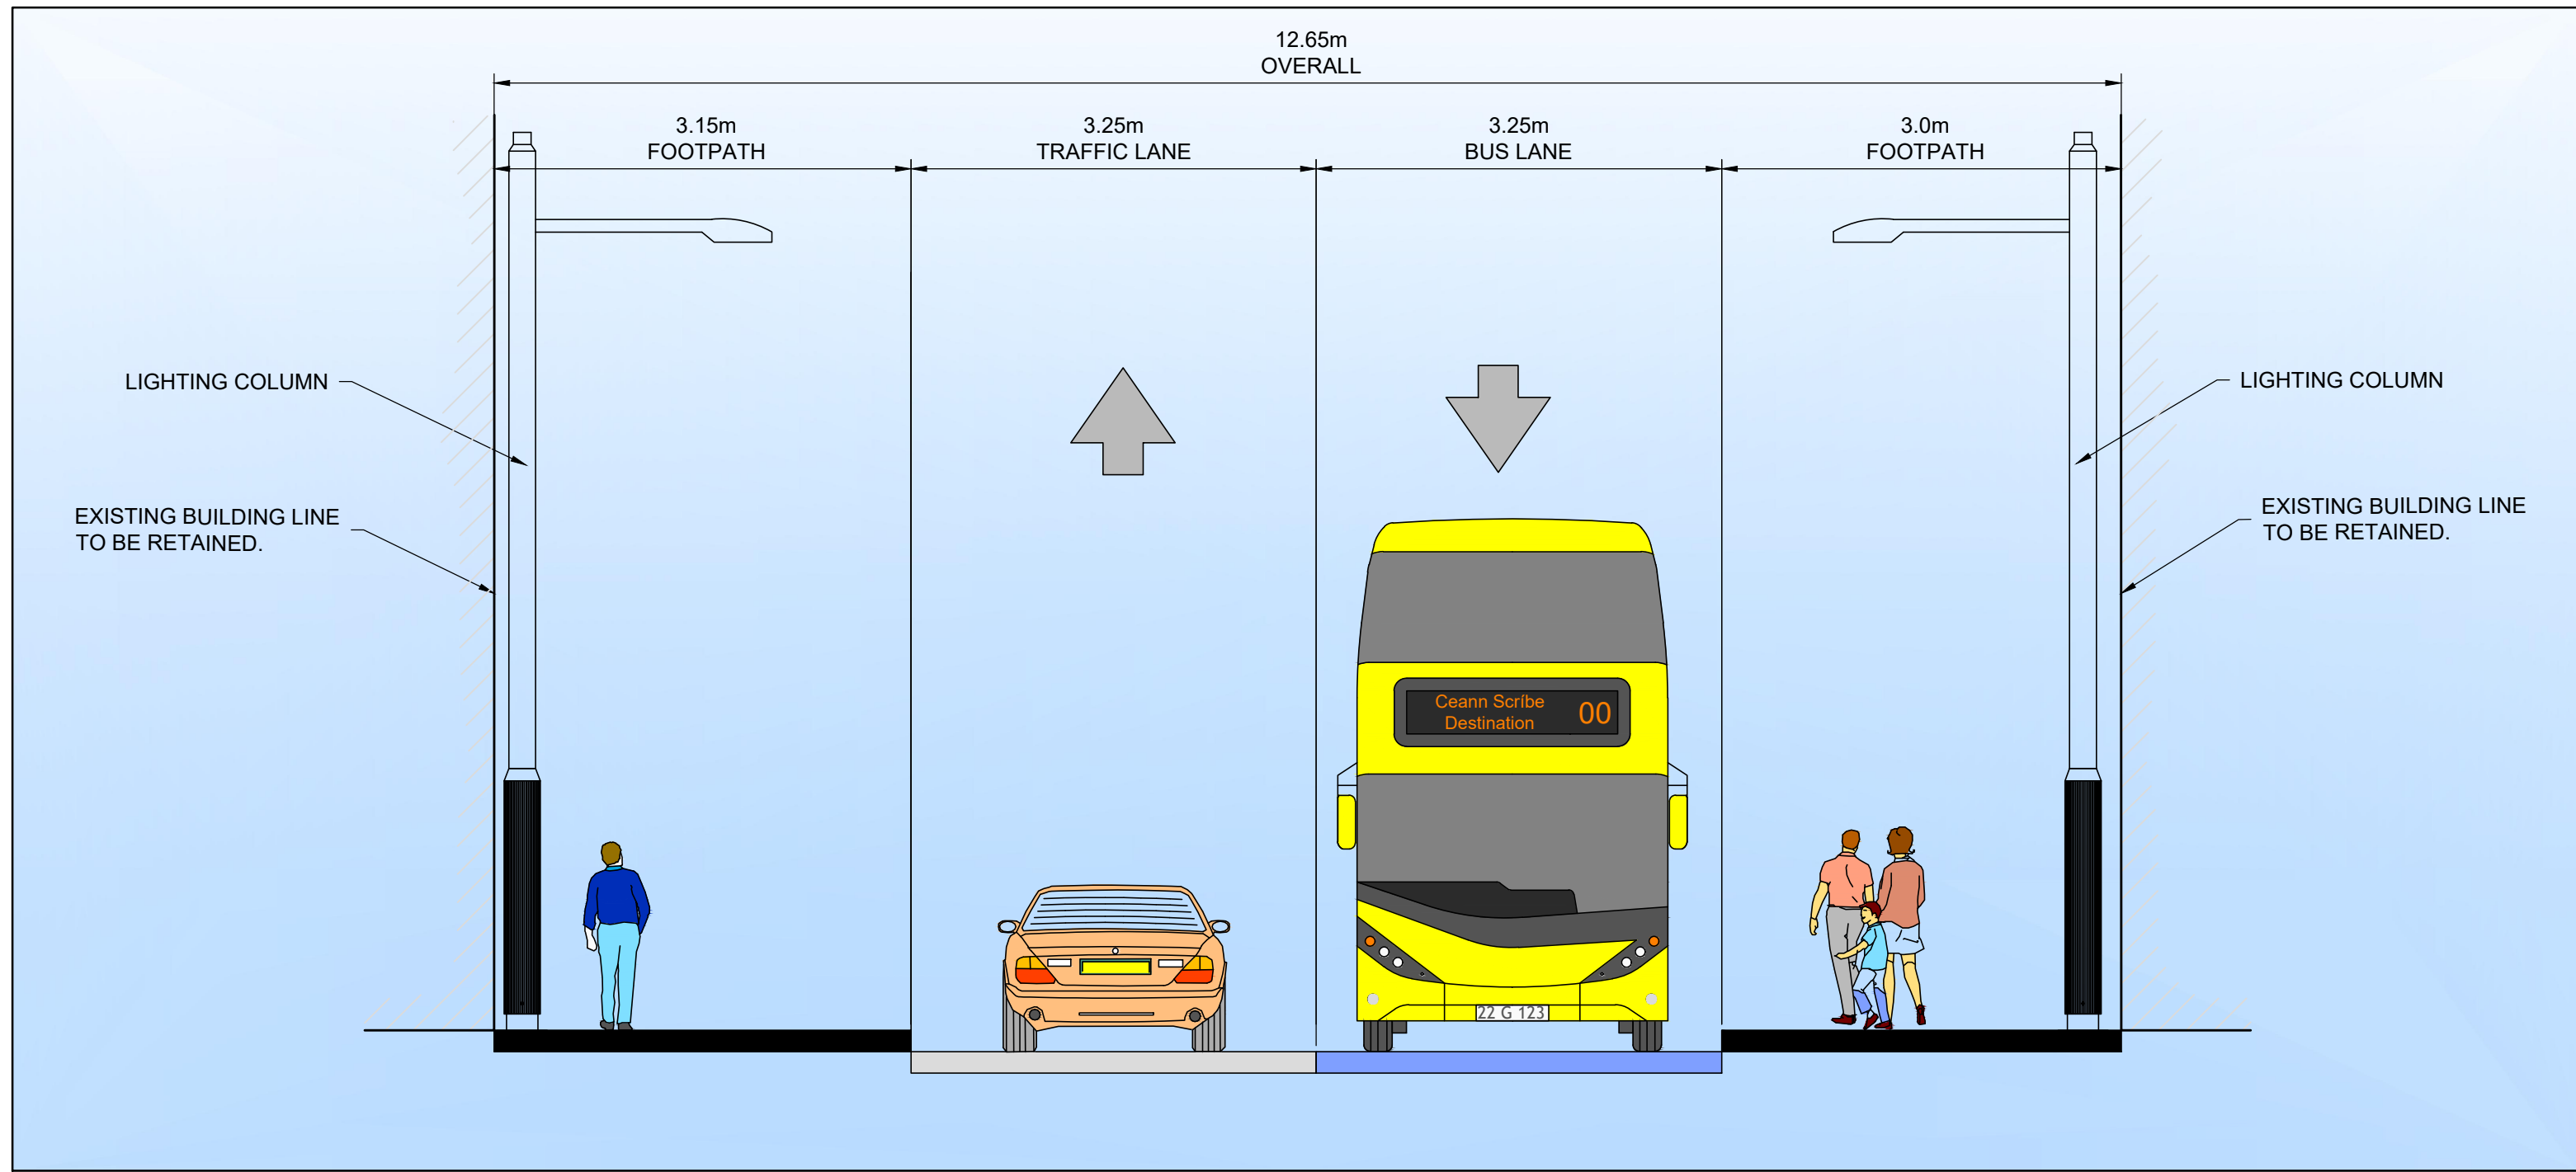 12.65m
OVERALL
3.15m
FOOTPATH
3.25m
TRAFFIC LANE
3.25m
BUS LANE
3.0m
FOOTPATH
LIGHTING COLUMN
LIGHTING COLUMN
EXISTING BUILDING LINE
TO BE RETAINED.
EXISTING BUILDING LINE
TO BE RETAINED.
Ceann Scríbe
Destination
00
22 G 123